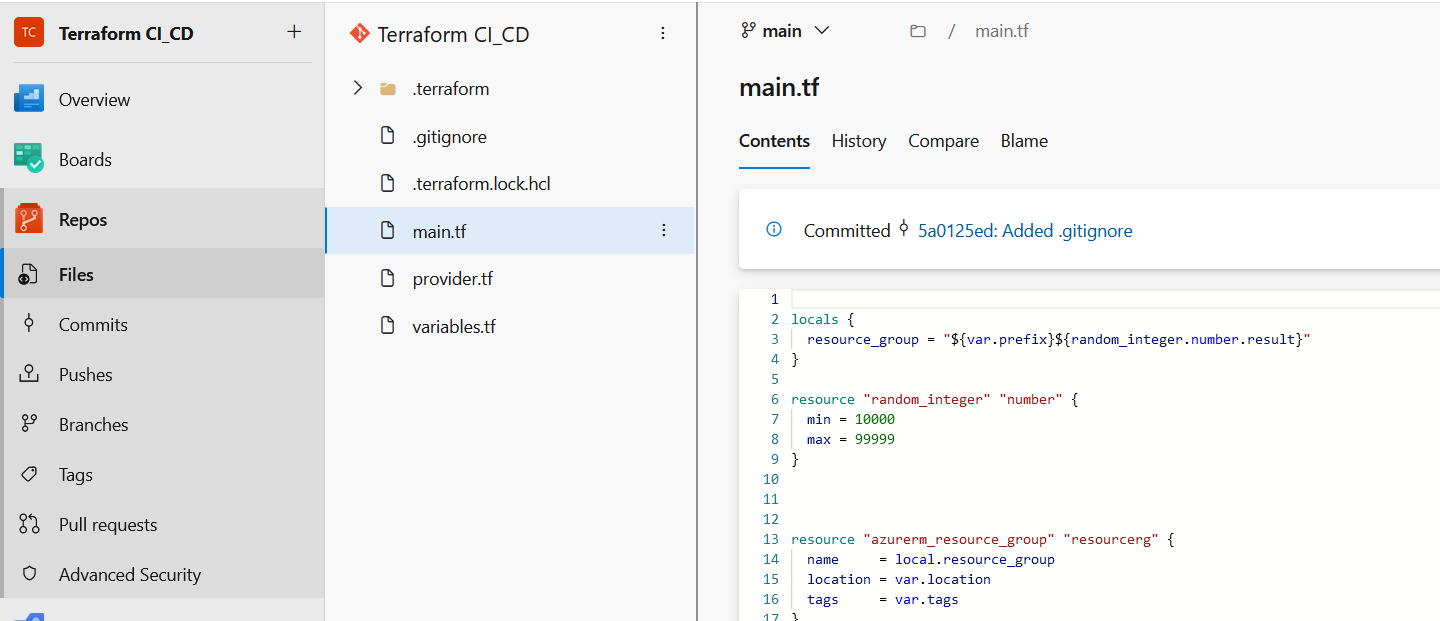 TC Terraform CI_CD +
Overview
Boards
Repos
Files
Commits
Pushes
Branches
Tags
Pull requests
Advanced Security
Terraform CI_CD
.terraform
.gitignore
.terraform.lock.hcl
main.tf
provider.tf
variables.tf
main / main.tf
main.tf
Contents History Compare Blame
Committed 5a0125ed: Added .gitignore
1
2 locals {
3   resource_group = "${var.prefix}${random_integer.number.result}"
4 }
5
6 resource "random_integer" "number" {
7   min = 10000
8   max = 99999
9 }
10
11
12
13 resource "azurerm_resource_group" "resourcerg" {
14   name     = local.resource_group
15   location = var.location
16   tags     = var.tags
17 }